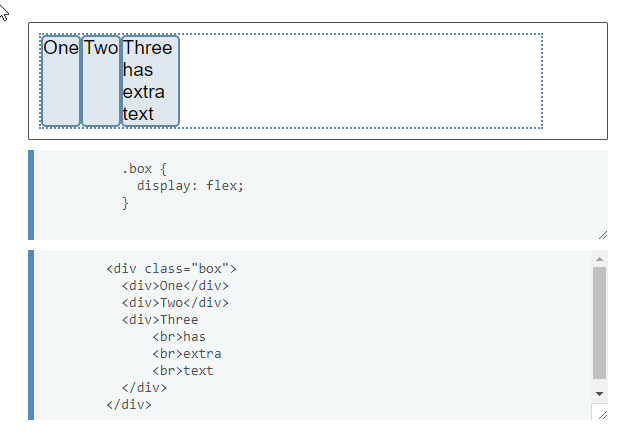 One Two Three
has
extra
text
.box {
display: flex;
}
<div class="box">
<div>One</div>
<div>Two</div>
<div>Three
<br>has
<br>extra
<br>text
</div>
</div>